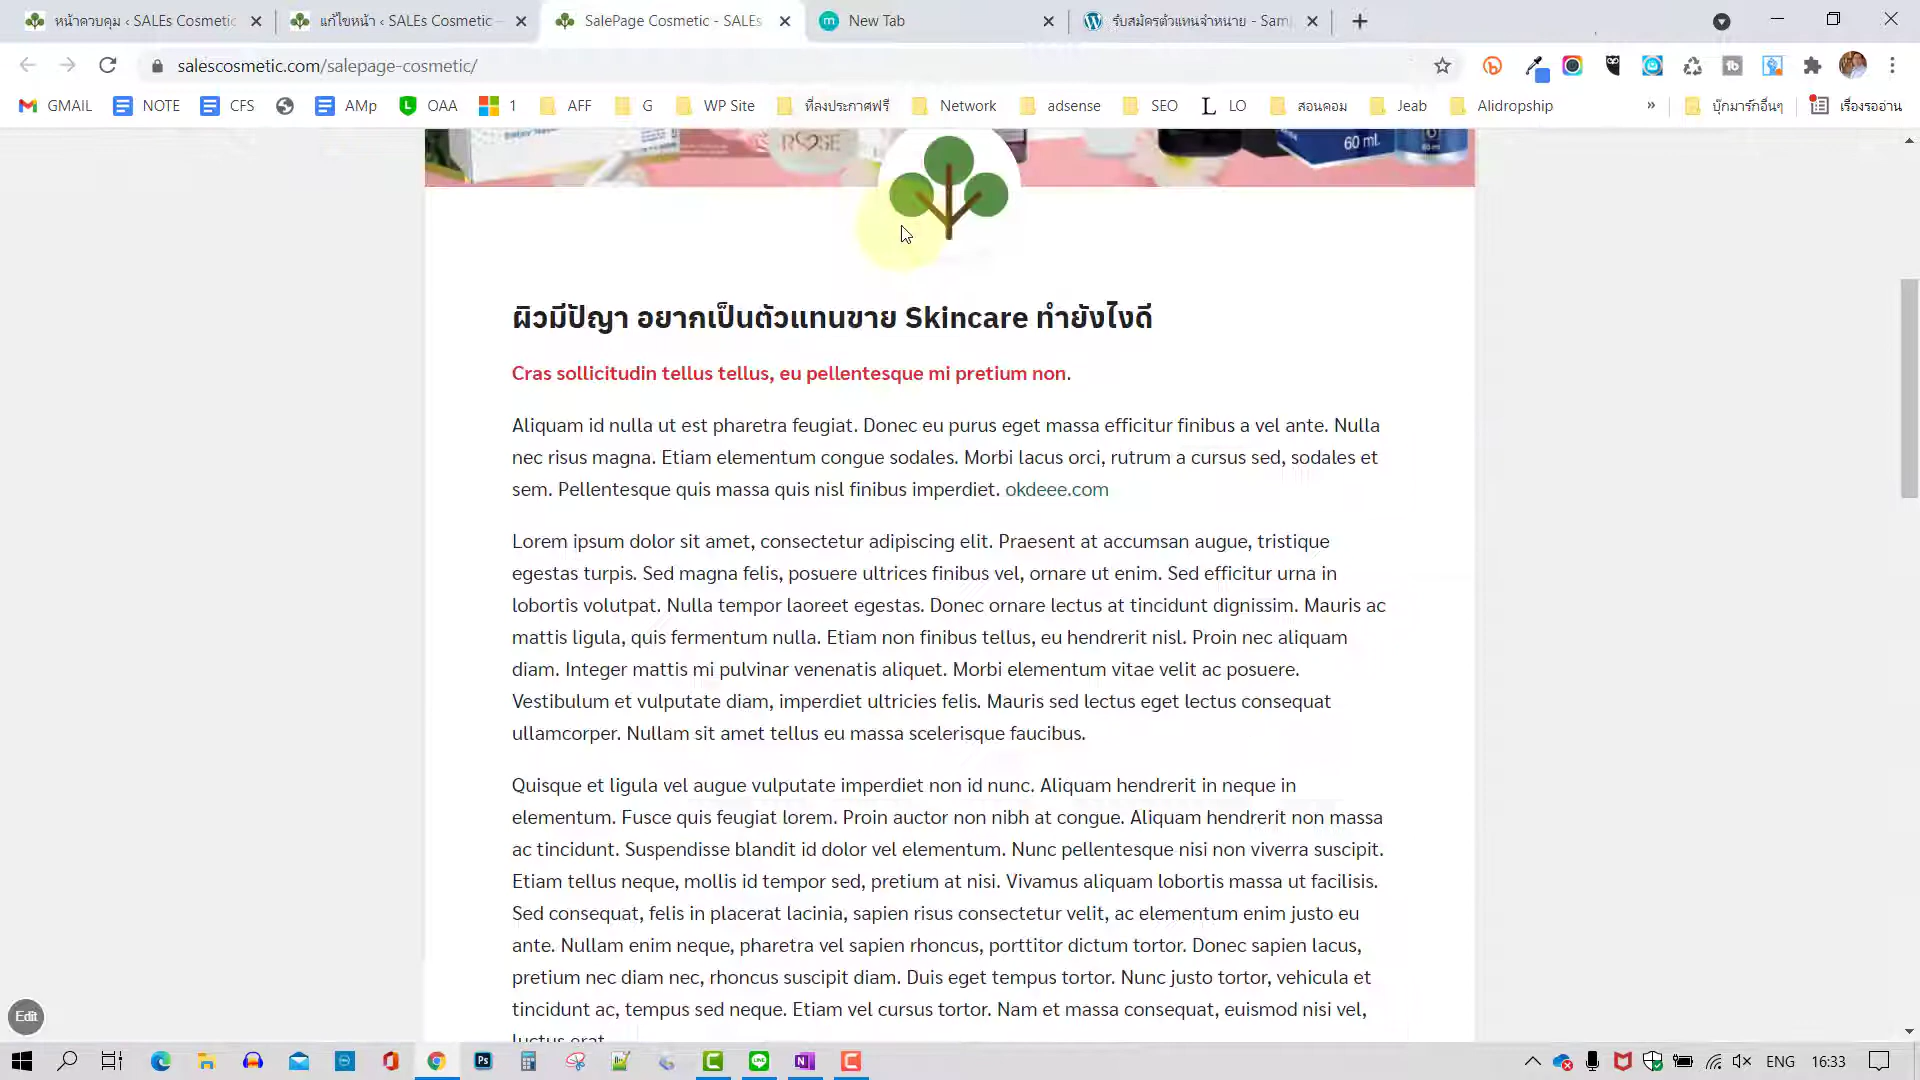 หน้าควบคุม ‹ SALEs Cosmetic
แก้ไขหน้า ‹ SALEs Cosmetic –
SalePage Cosmetic - SALEs
New Tab
รับสมัครตัวแทนจำหน่าย - Sam
salescosmetic.com/salepage-cosmetic/
GMAIL NOTE CFS AMp OAA 1 AFF G WP Site ที่ลงประกาศฟรี Network adsense SEO LO สอนคอม Jeab Alidropship » บุ๊กมาร์กอื่นๆ เรื่องรออ่าน
ROSE
60 ml.
ผิวมีปัญา อยากเป็นตัวแทนขาย Skincare ทำยังไงดี
Cras sollicitudin tellus tellus, eu pellentesque mi pretium non.
Aliquam id nulla ut est pharetra feugiat. Donec eu purus eget massa efficitur finibus a vel ante. Nulla
nec risus magna. Etiam elementum congue sodales. Morbi lacus orci, rutrum a cursus sed, sodales et
sem. Pellentesque quis massa quis nisl finibus imperdiet. okdeee.com
Lorem ipsum dolor sit amet, consectetur adipiscing elit. Praesent at accumsan augue, tristique
egestas turpis. Sed magna felis, posuere ultrices finibus vel, ornare ut enim. Sed efficitur urna in
lobortis volutpat. Nulla tempor laoreet egestas. Donec ornare lectus at tincidunt dignissim. Mauris ac
mattis ligula, quis fermentum nulla. Etiam non finibus tellus, eu hendrerit nisl. Proin nec aliquam
diam. Integer mattis mi pulvinar venenatis aliquet. Morbi elementum vitae velit ac posuere.
Vestibulum et vulputate diam, imperdiet ultricies felis. Mauris sed lectus eget lectus consequat
ullamcorper. Nullam sit amet tellus eu massa scelerisque faucibus.
Quisque et ligula vel augue vulputate imperdiet non id nunc. Aliquam hendrerit in neque in
elementum. Fusce quis feugiat lorem. Proin auctor non nibh at congue. Aliquam hendrerit non massa
ac tincidunt. Suspendisse blandit id dolor vel elementum. Nunc pellentesque nisi non viverra suscipit.
Etiam tellus neque, mollis id tempor sed, pretium at nisi. Vivamus aliquam lobortis massa ut facilisis.
Sed consequat, felis in placerat lacinia, sapien risus consectetur velit, ac elementum enim justo eu
ante. Nullam enim neque, pharetra vel sapien rhoncus, porttitor dictum tortor. Donec sapien lacus,
pretium nec diam nec, rhoncus suscipit diam. Duis eget tempus tortor. Nunc justo tortor, vehicula et
tincidunt ac, tempus sed neque. Etiam vel cursus tortor. Nam et massa consequat, euismod nisi vel,
luctus erat.
Edit
ENG 16:33